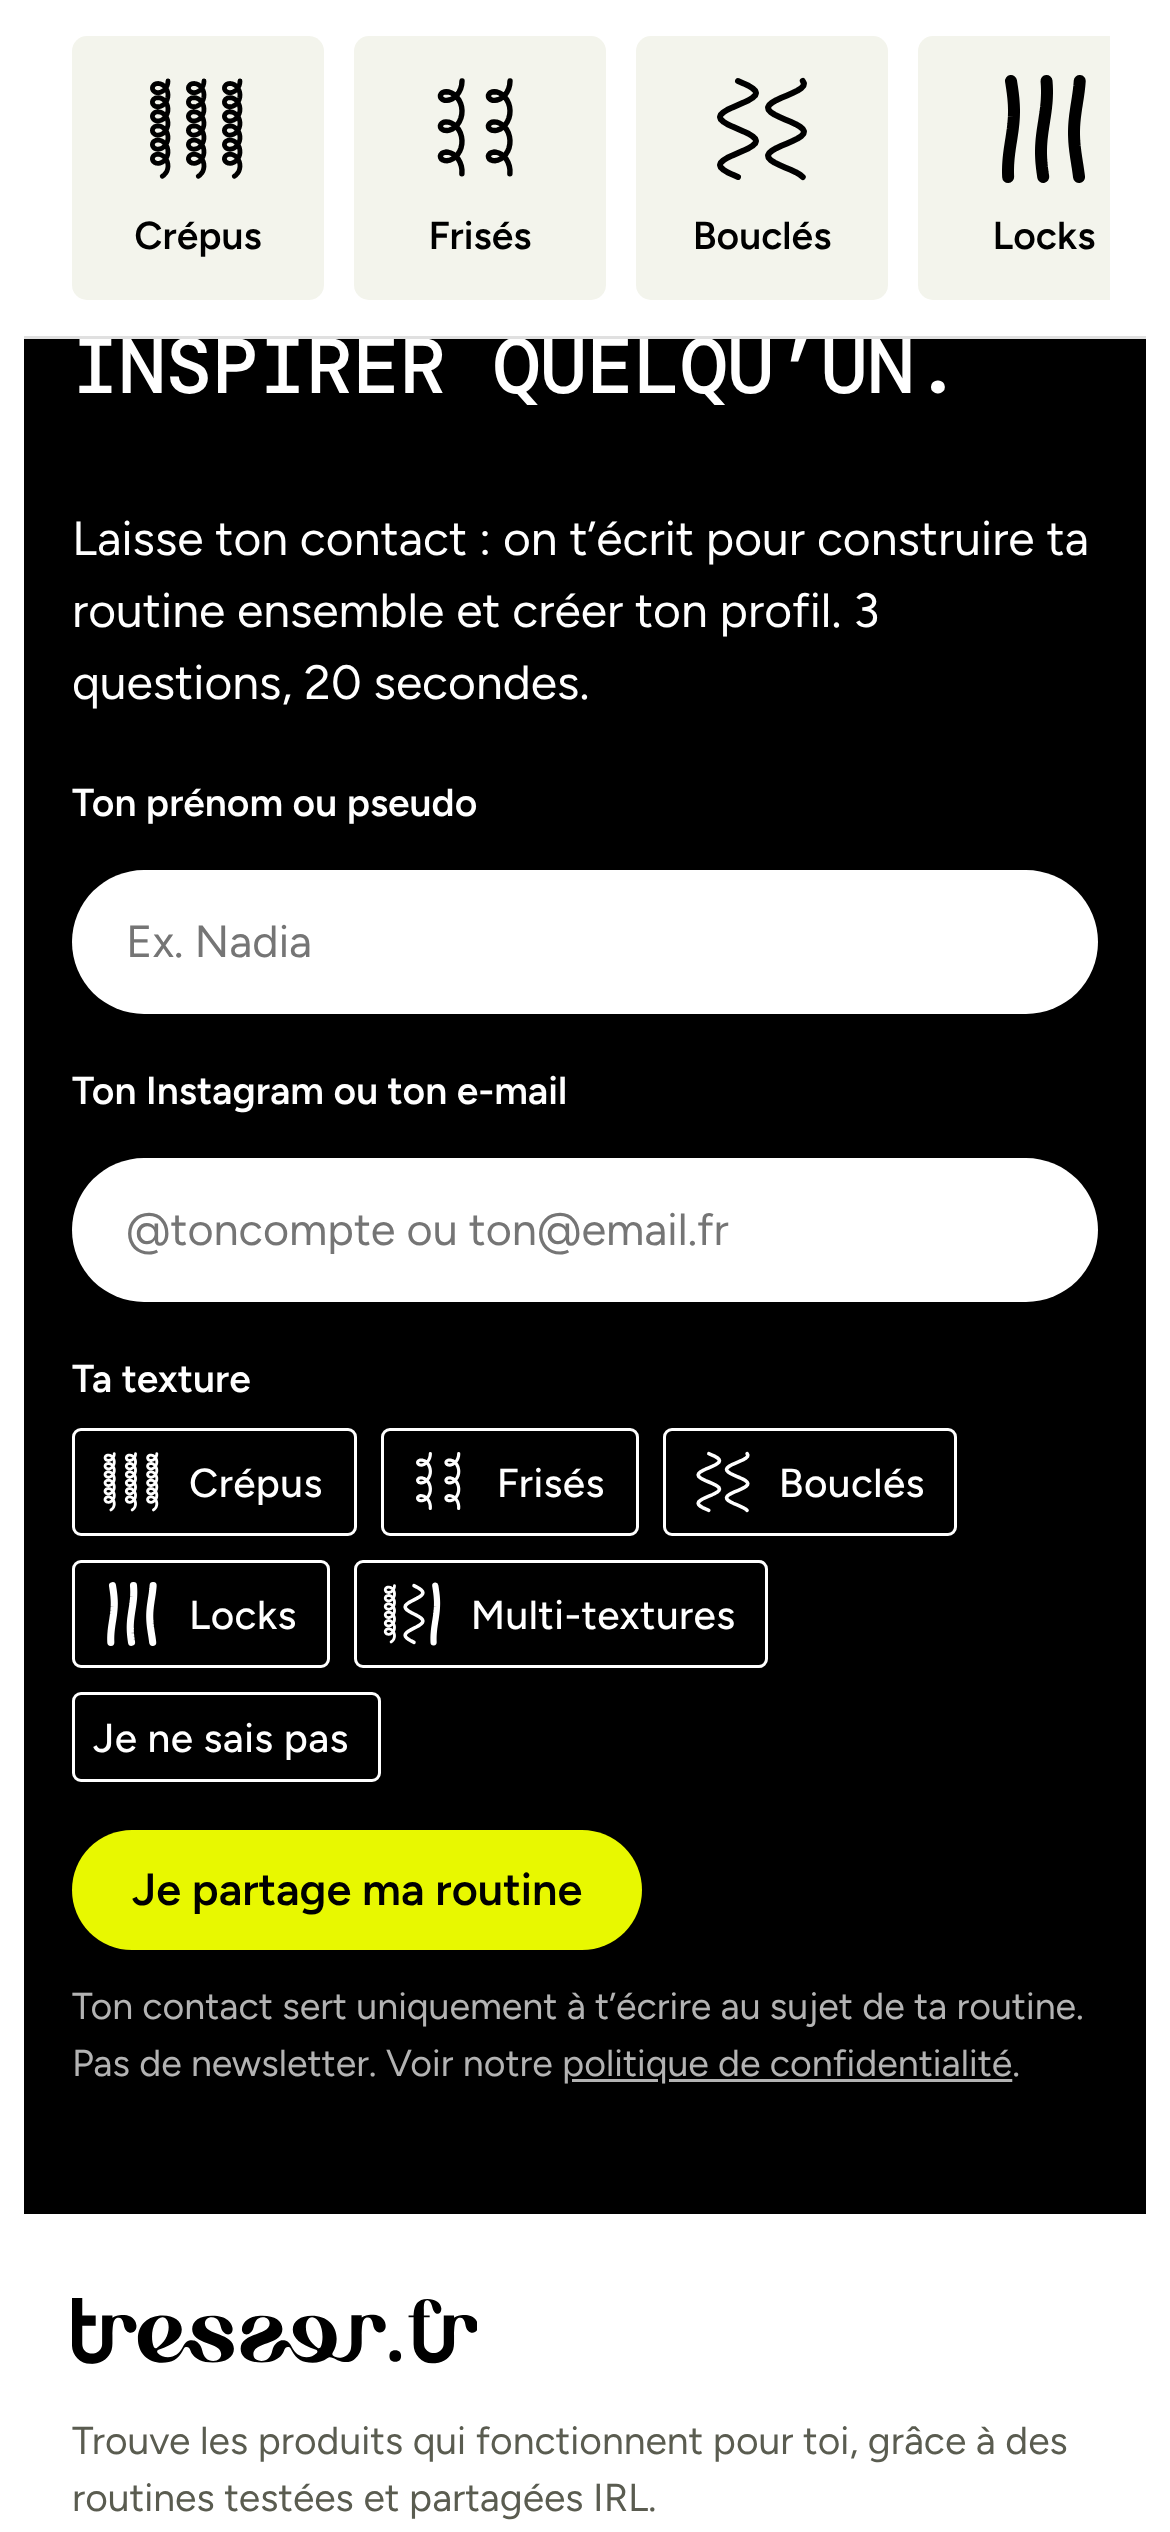 Crépus
Frisés
Bouclés
Locks
INSPIRER QUELQU’UN.
Laisse ton contact : on t’écrit pour construire ta
routine ensemble et créer ton profil. 3
questions, 20 secondes.
Ton prénom ou pseudo
Ex. Nadia
Ton Instagram ou ton e-mail
@toncompte ou ton@email.fr
Ta texture
Crépus
Frisés
Bouclés
Locks
Multi-textures
Je ne sais pas
Je partage ma routine
Ton contact sert uniquement à t’écrire au sujet de ta routine.
Pas de newsletter. Voir notre politique de confidentialité.
tressor.fr
Trouve les produits qui fonctionnent pour toi, grâce à des
routines testées et partagées IRL.